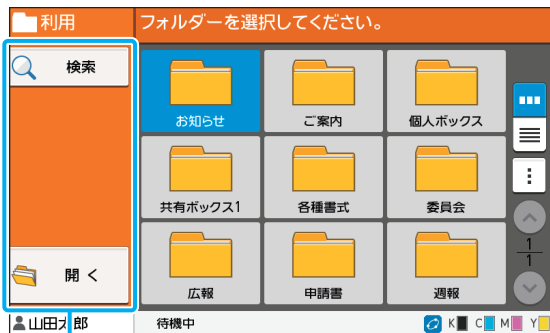 利用
フォルダーを選択してください。
検索
お知らせ
ご案内
個人ボックス
共有ボックス1
各種書式
委員会
1
1
開く
広報
申請書
週報
山田太郎
待機中
K C M Y